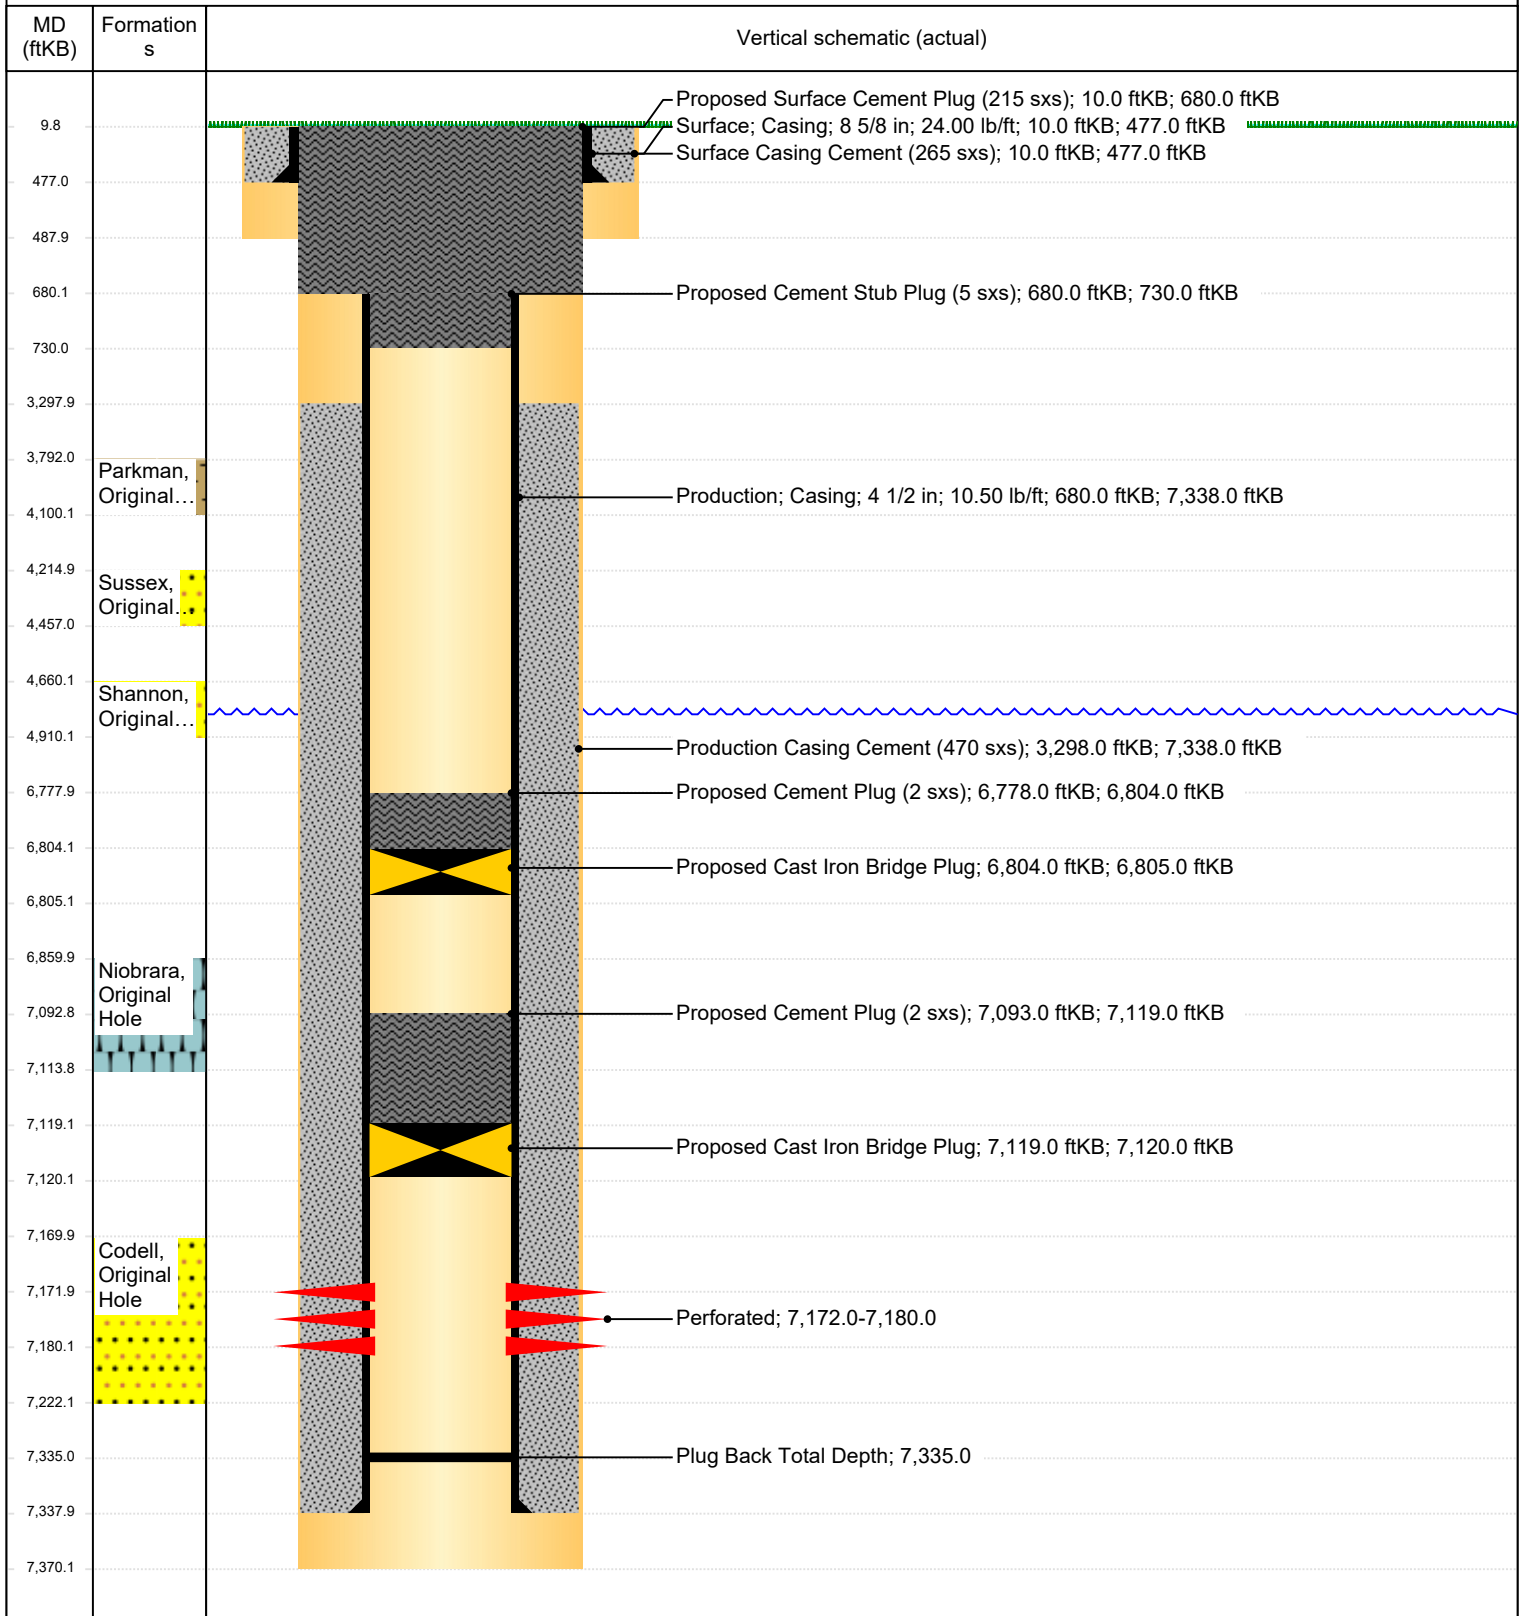 MD
(ftKB)
Formation
s
Vertical schematic (actual)
Proposed Surface Cement Plug (215 sxs); 10.0 ftKB; 680.0 ftKB
9.8
Surface; Casing; 8 5/8 in; 24.00 lb/ft; 10.0 ftKB; 477.0 ftKB
Surface Casing Cement (265 sxs); 10.0 ftKB; 477.0 ftKB
477.0
487.9
680.1
Proposed Cement Stub Plug (5 sxs); 680.0 ftKB; 730.0 ftKB
730.0
3,297.9
3,792.0
Parkman,
Original...
Production; Casing; 4 1/2 in; 10.50 lb/ft; 680.0 ftKB; 7,338.0 ftKB
4,100.1
4,214.9
Sussex,
Original...
4,457.0
4,660.1
Shannon,
Original...
4,910.1
Production Casing Cement (470 sxs); 3,298.0 ftKB; 7,338.0 ftKB
6,777.9
Proposed Cement Plug (2 sxs); 6,778.0 ftKB; 6,804.0 ftKB
6,804.1
Proposed Cast Iron Bridge Plug; 6,804.0 ftKB; 6,805.0 ftKB
6,805.1
6,859.9
Niobrara,
Original
Hole
7,092.8
Proposed Cement Plug (2 sxs); 7,093.0 ftKB; 7,119.0 ftKB
7,113.8
7,119.1
Proposed Cast Iron Bridge Plug; 7,119.0 ftKB; 7,120.0 ftKB
7,120.1
7,169.9
Codell,
Original
Hole
7,171.9
Perforated; 7,172.0-7,180.0
7,180.1
7,222.1
7,335.0
Plug Back Total Depth; 7,335.0
7,337.9
7,370.1